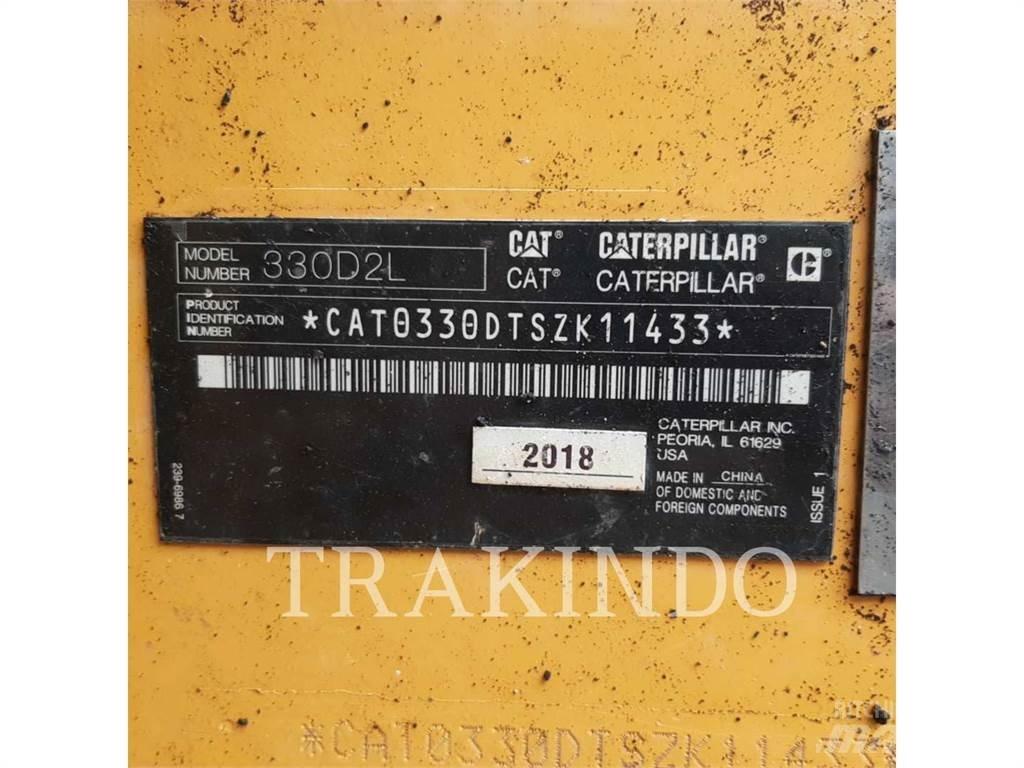 MODEL NUMBER 330D2L
CAT® CATERPILLAR®
CAT® CATERPILLAR®
PRODUCT IDENTIFICATION NUMBER *CAT0330DTSZK11433*
2018
CATERPILLAR INC.
PEORIA, IL 61629
USA
MADE IN CHINA
OF DOMESTIC AND
FOREIGN COMPONENTS
ISSUE 1
239-6986 7
TRAKINDO
*CAT0330DTSZK11433